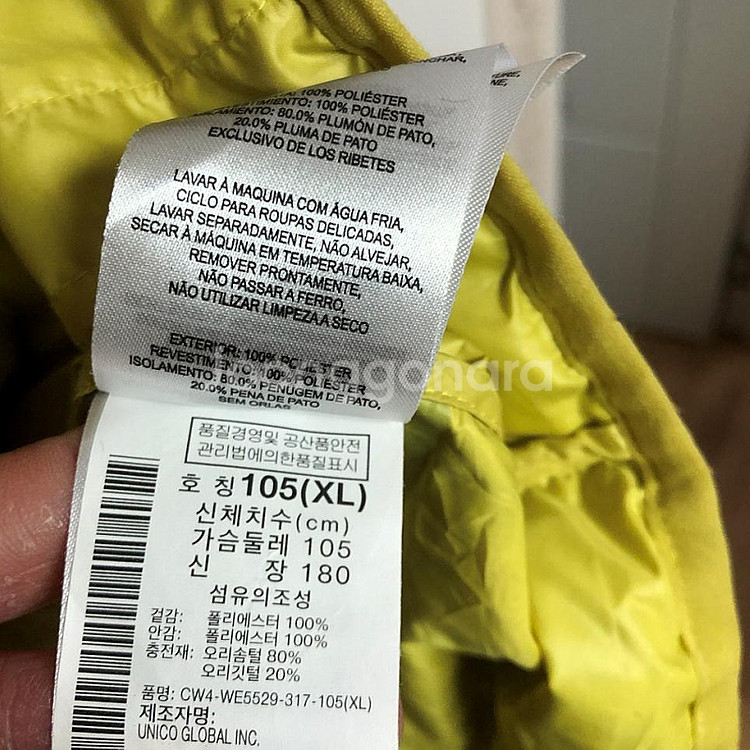 100% POLIÉSTER
REVESTIMIENTO: 100% POLIÉSTER
80.0% PLUMÓN DE PATO,
20.0% PLUMA DE PATO
EXCLUSIVO DE LOS RIBETES
LAVAR À MAQUINA COM ÁGUA FRIA,
CICLO PARA ROUPAS DELICADAS,
LAVAR SEPARADAMENTE, NÃO ALVEJAR,
SECAR À MÁQUINA EM TEMPERATURA BAIXA,
REMOVER PRONTAMENTE,
NÃO PASSAR A FERRO,
NÃO UTILIZAR LIMPEZA A SECO
EXTERIOR: 100% POLIÉSTER
REVESTIMENTO: 100% POLIÉSTER
ISOLAMENTO: 80.0% PENUGEM DE PATO,
20.0% PENA DE PATO
SEM ORLAS
품질경영및 공산품안전
관리법에의한품질표시
호 칭 105(XL)
신체치수(cm)
가슴둘레 105
신 장 180
섬유의조성
겉감: 폴리에스터 100%
안감: 폴리에스터 100%
충전재: 오리솜털 80%
오리깃털 20%
품명: CW4-WE5529-317-105(XL)
제조자명:
UNICO GLOBAL INC.